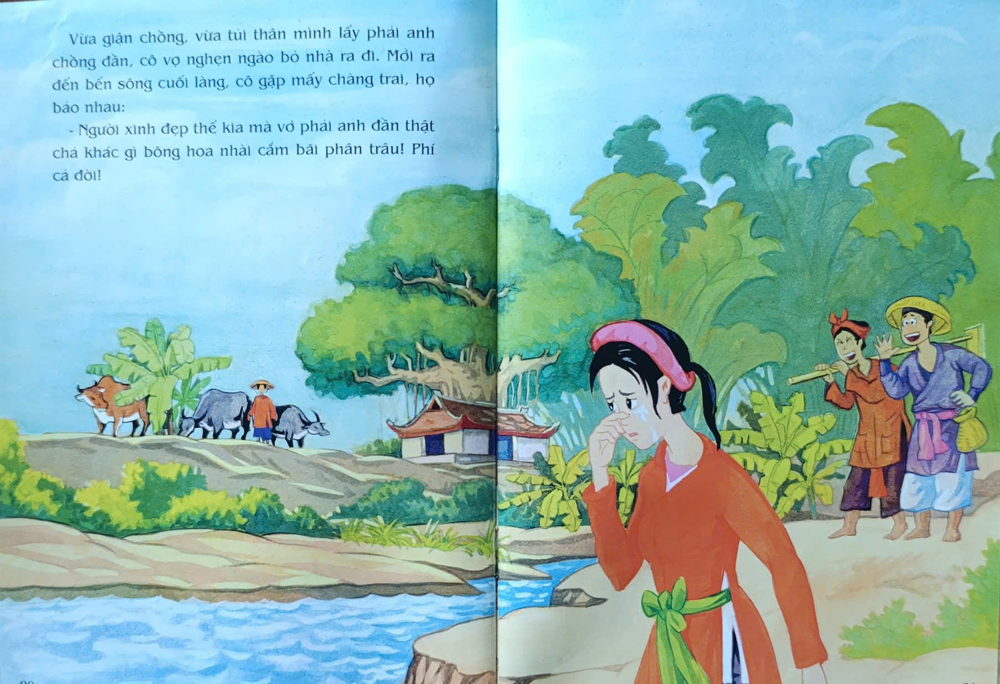 Vừa giận chồng, vừa tủi thân mình lấy phải anh
chồng đần, cô vợ nghẹn ngào bỏ nhà ra đi. Mới ra
đến bến sông cuối làng, cô gặp mấy chàng trai, họ
bảo nhau:
- Người xinh đẹp thế kia mà vớ phải anh đần thật
chả khác gì bông hoa nhài cắm bãi phân trâu! Phí
cả đời!